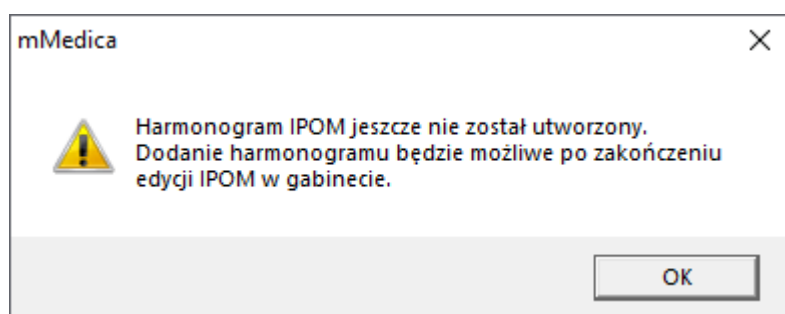 mMedica
Harmonogram IPOM jeszcze nie został utworzony.
Dodanie harmonogramu będzie możliwe po zakończeniu
edycji IPOM w gabinecie.
OK